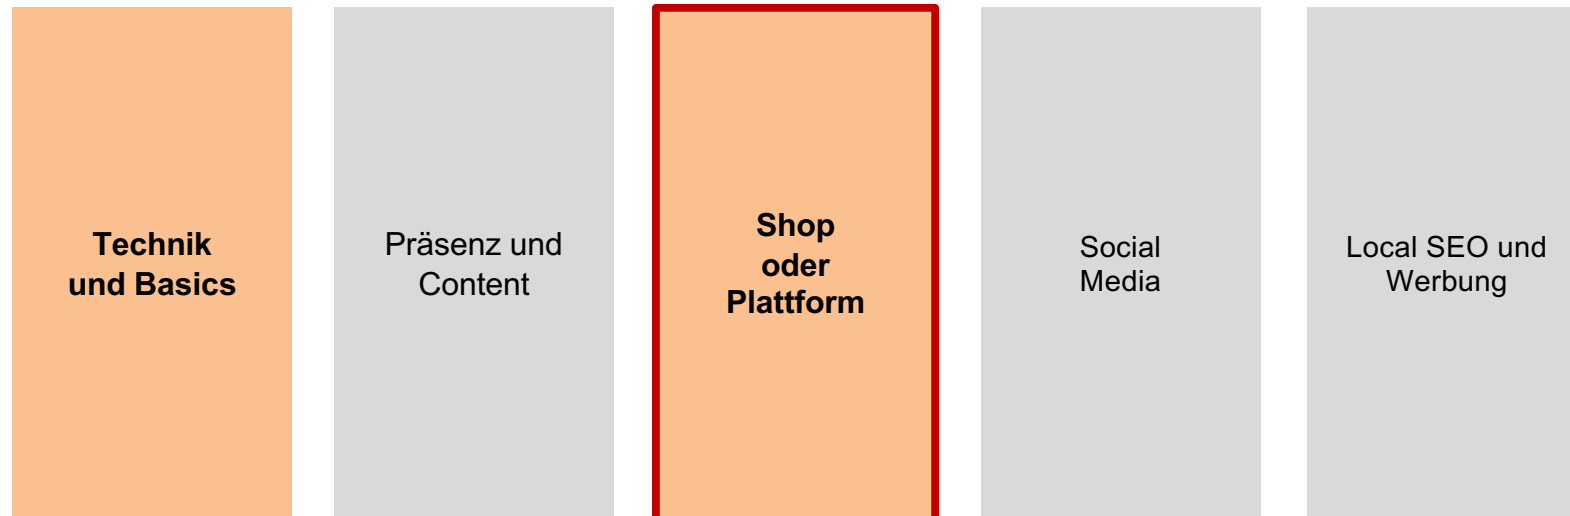 Technik
und Basics
Präsenz und
Content
Shop
oder
Plattform
Social
Media
Local SEO und
Werbung